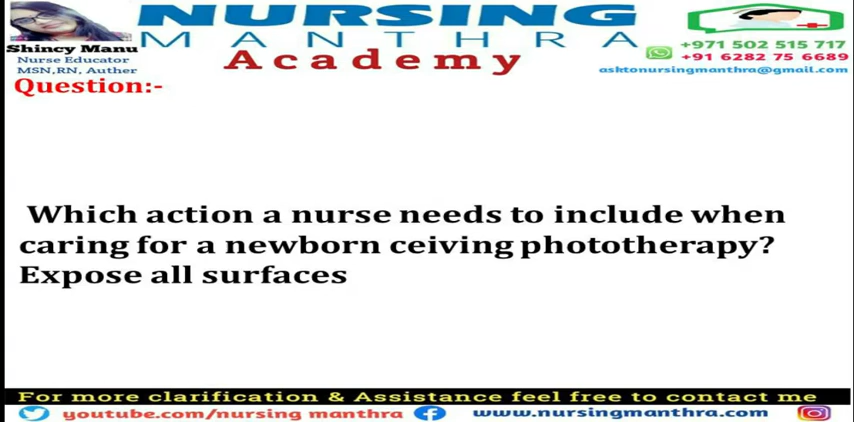 NURSING
MANTHRA
Academy
Shincy Manu
Nurse Educator
MSN,RN, Auther
+971 502 515 717
+91 6282 75 6689
asktonursingmanthra@gmail.com
Question:-
Which action a nurse needs to include when
caring for a newborn ceiving phototherapy?
Expose all surfaces
For more clarification & Assistance feel free to contact me
youtube.com/nursing manthra
www.nursingmanthra.com